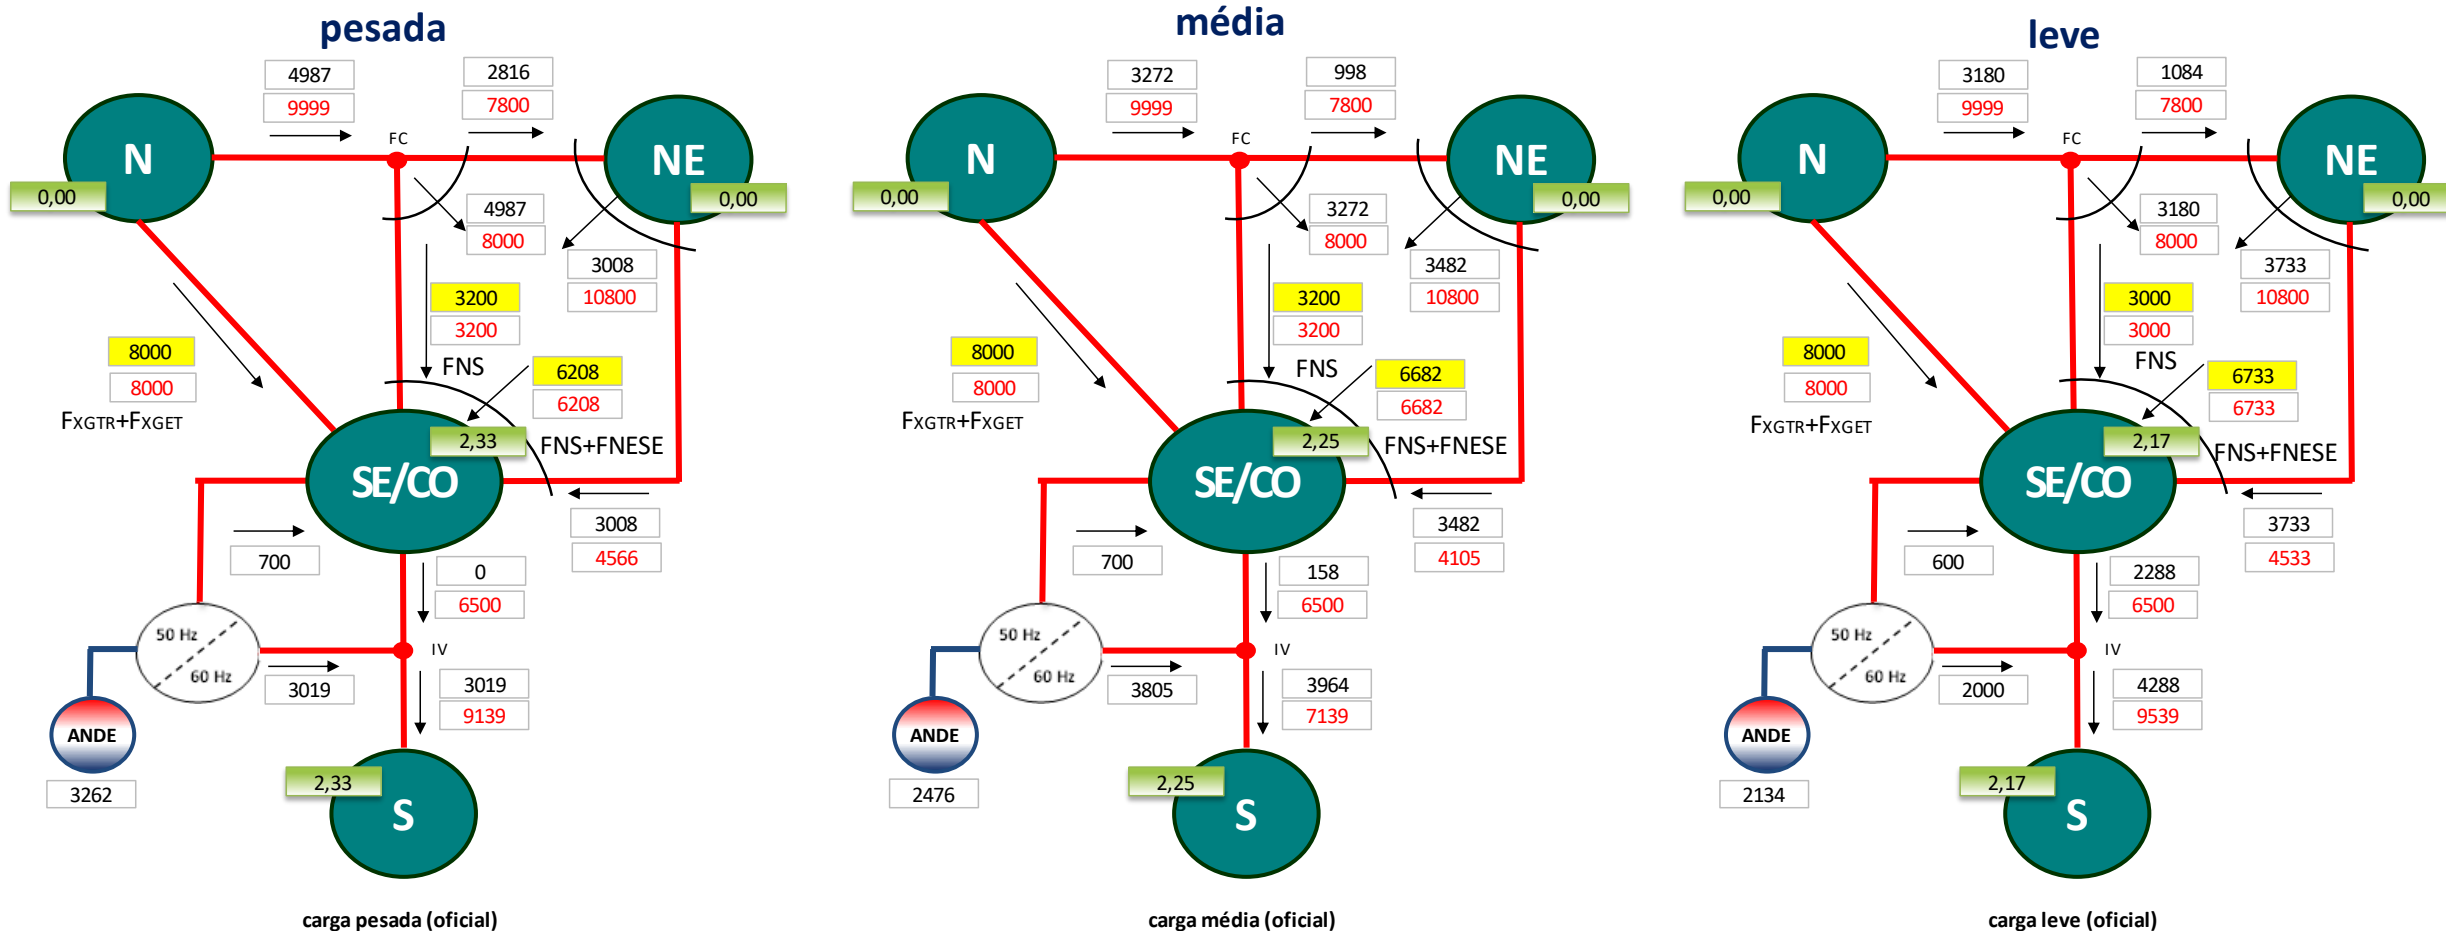 pesada
4987
9999
2816
7800
FC
N
NE
0,00
0,00
4987
8000
3008
10800
3200
3200
8000
8000
FNS
6208
6208
FXGTR+FXGET
2,33
FNS+FNESE
SE/CO
3008
4566
700
0
6500
50 Hz
60 Hz
IV
3019
3019
9139
ANDE
3262
2,33
S
carga pesada (oficial)
média
3272
9999
998
7800
FC
N
NE
0,00
0,00
3272
8000
3482
10800
3200
3200
8000
8000
FNS
6682
6682
FXGTR+FXGET
2,25
FNS+FNESE
SE/CO
3482
4105
700
158
6500
50 Hz
60 Hz
IV
3805
3964
7139
ANDE
2476
2,25
S
carga média (oficial)
leve
3180
9999
1084
7800
FC
N
NE
0,00
0,00
3180
8000
3733
10800
3000
3000
8000
8000
FNS
6733
6733
FXGTR+FXGET
2,17
FNS+FNESE
SE/CO
3733
4533
600
2288
6500
50 Hz
60 Hz
IV
2000
4288
9539
ANDE
2134
2,17
S
carga leve (oficial)